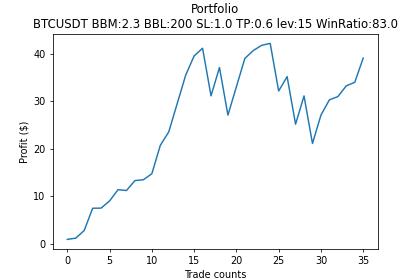 Portfolio
BTCUSDT BBM:2.3 BBL:200 SL:1.0 TP:0.6 lev:15 WinRatio:83.0
40
30
20
10
0
Profit ($)
0 5 10 15 20 25 30 35
Trade counts